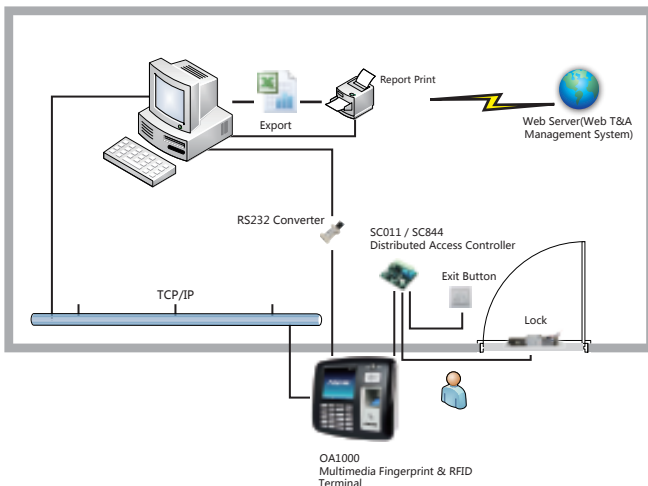 Report Print
Export
Web Server(Web T&A
Management System)
RS232 Converter
SC011 / SC844
Distributed Access Controller
Exit Button
TCP/IP
Lock
OA1000
Multimedia Fingerprint & RFID
Terminal